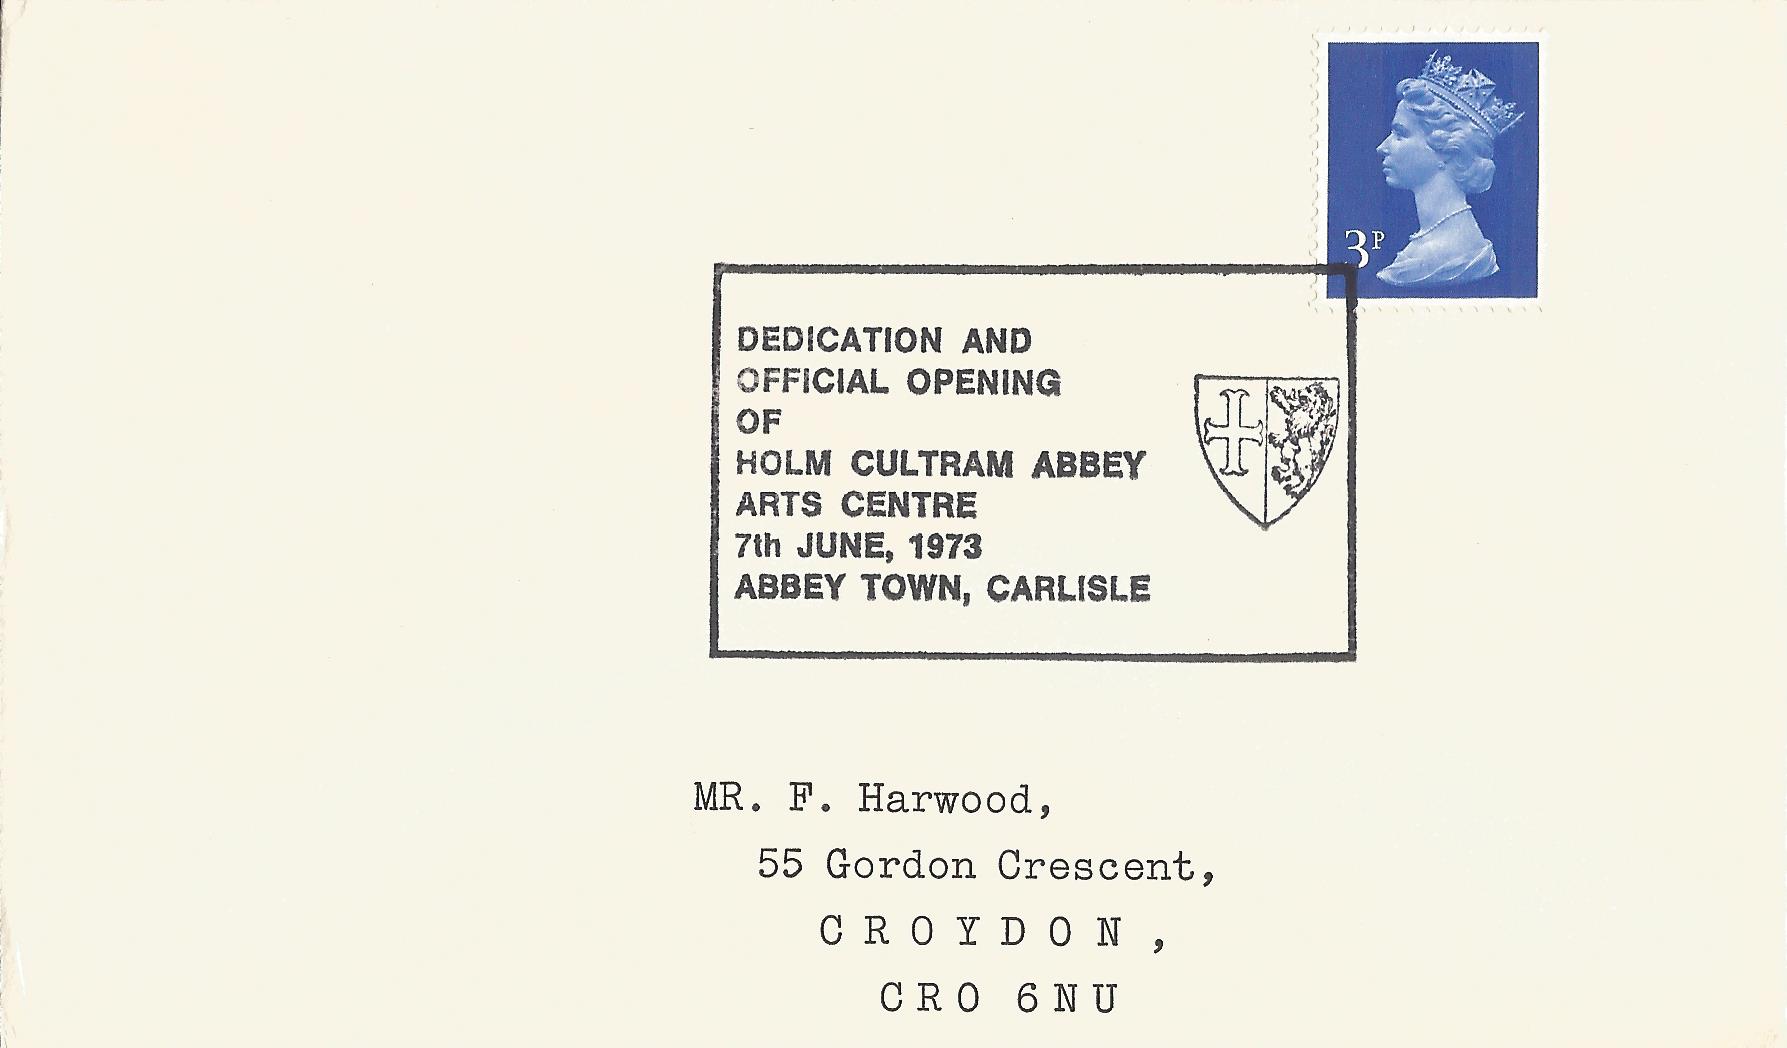 3P
DEDICATION AND
OFFICIAL OPENING
OF
HOLM CULTRAM ABBEY
ARTS CENTRE
7th JUNE, 1973
ABBEY TOWN, CARLISLE
MR. F. Harwood,
55 Gordon Crescent,
CROYDON,
CRO 6NU